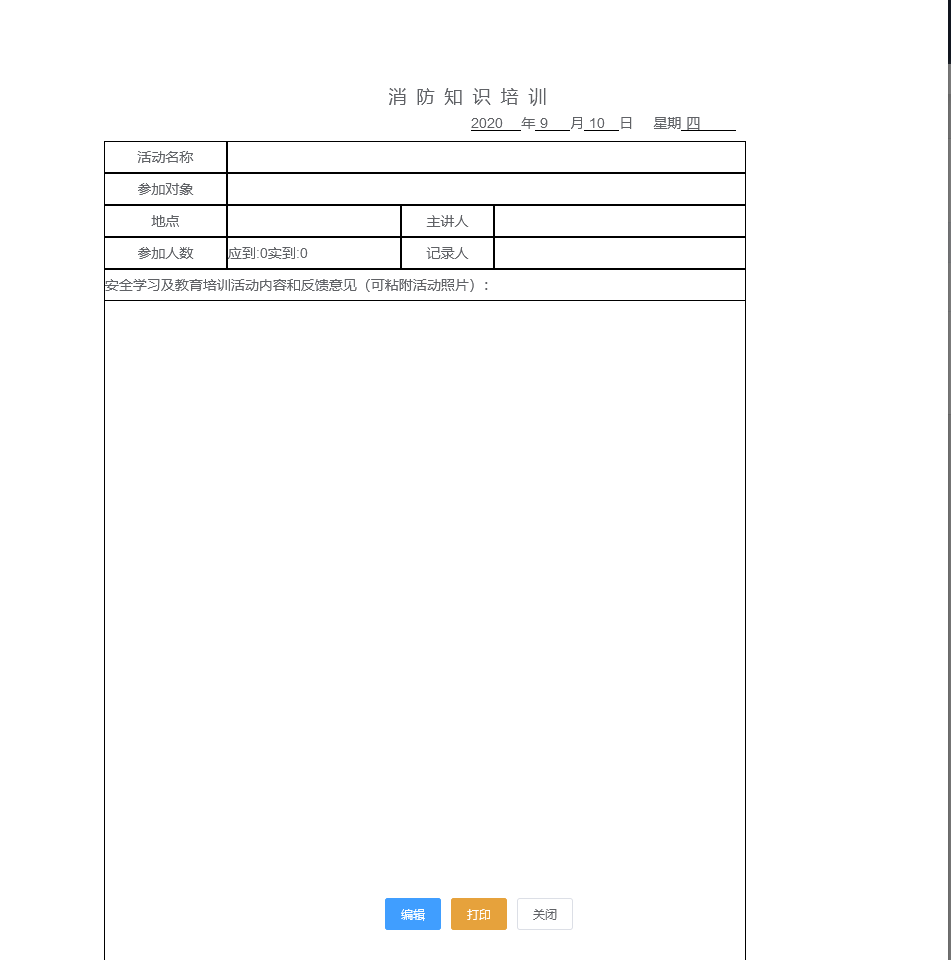 消防知识培训
2020 年 9 月 10 日 星期 四
活动名称
参加对象
地点 主讲人
参加人数 应到:0实到:0 记录人
安全学习及教育培训活动内容和反馈意见（可粘附活动照片）：
编辑 打印 关闭